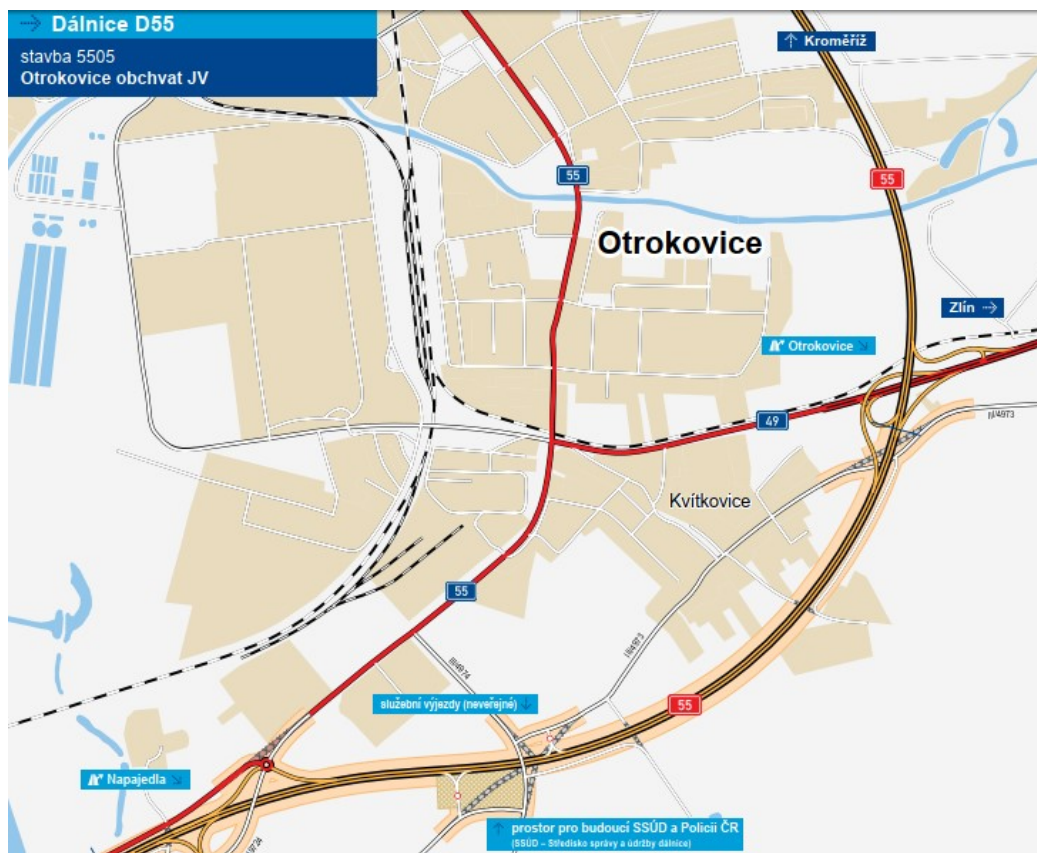 Dálnice D55
stavba 5505
Otrokovice obchvat JV
Kroměříž
55
55
Otrokovice
Zlín
Otrokovice
III/4973
49
Kvítkovice
55
III/4973
III/4974
služební výjezdy (neveřejné)
55
Napajedla
prostor pro budoucí SSÚD a Policii ČR
(SSÚD – Středisko správy a údržby dálnice)